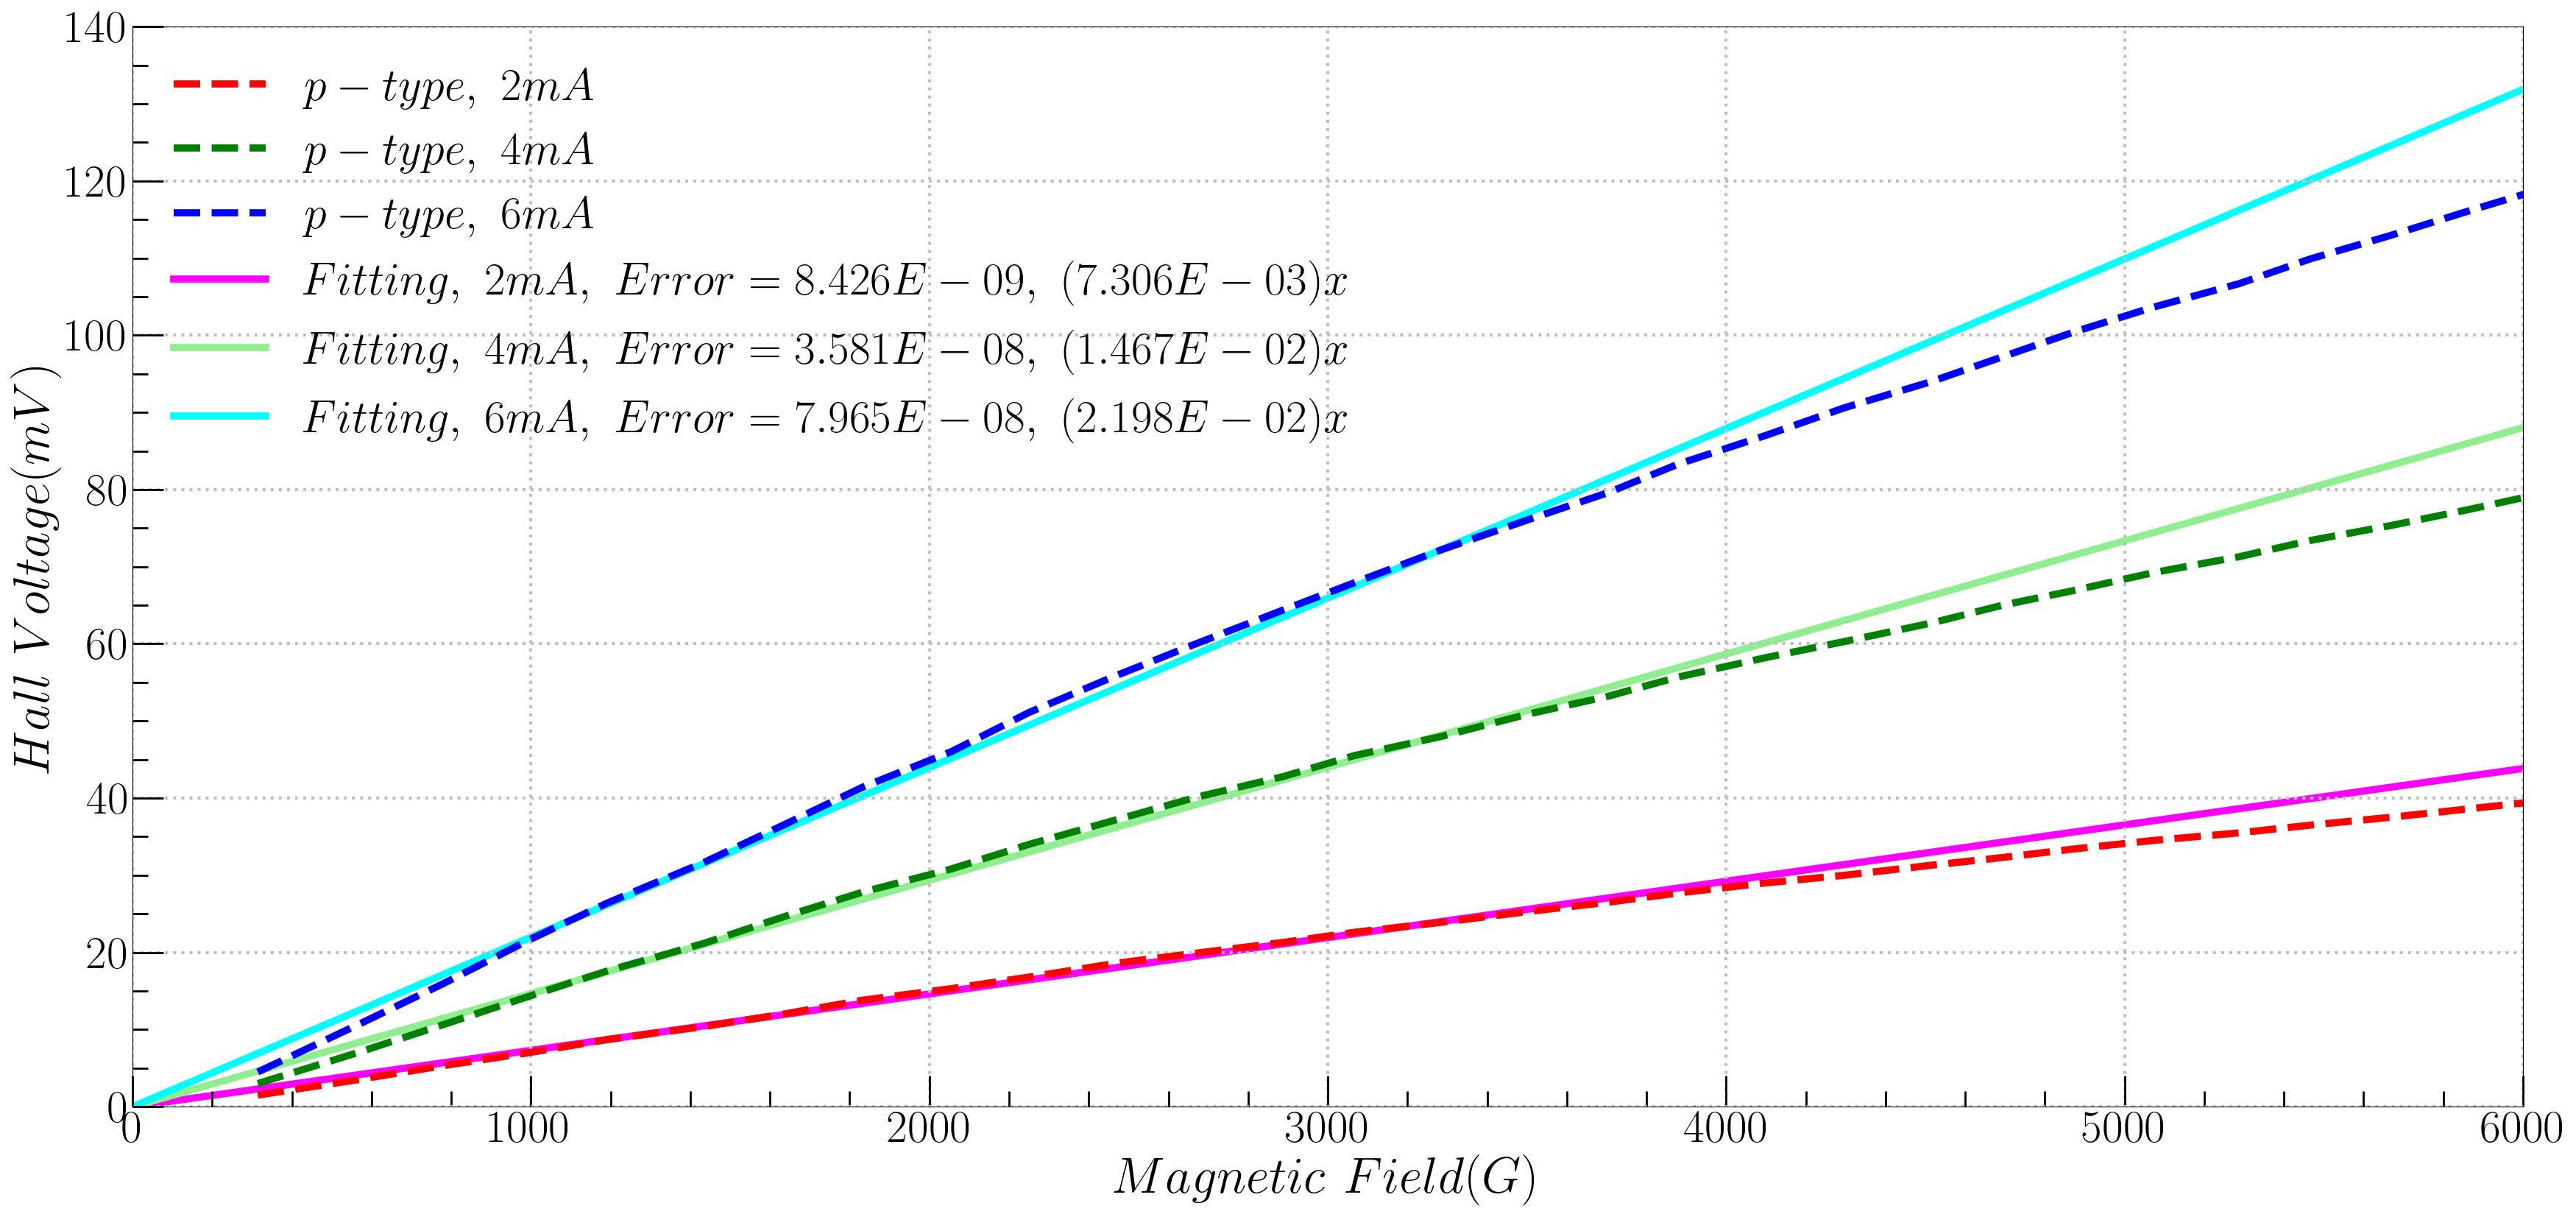 140
120
100
80
60
40
20
0
Hall Voltage(mV)
p − type, 2mA
p − type, 4mA
p − type, 6mA
Fitting, 2mA, Error = 8.426E − 09, (7.306E − 03)x
Fitting, 4mA, Error = 3.581E − 08, (1.467E − 02)x
Fitting, 6mA, Error = 7.965E − 08, (2.198E − 02)x
0 1000 2000 3000 4000 5000 6000
Magnetic Field(G)